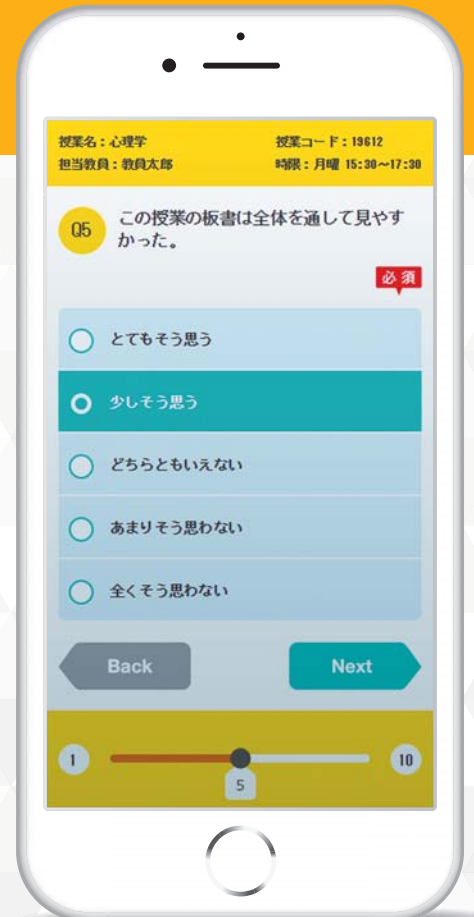 授業名：心理学
担当教員：教員太郎
授業コード：19612
時限：月曜 15:30～17:30
Q5
この授業の板書は全体を通して見やす
かった。
必須
とてもそう思う
少しそう思う
どちらともいえない
あまりそう思わない
全くそう思わない
Back
Next
1
10
5